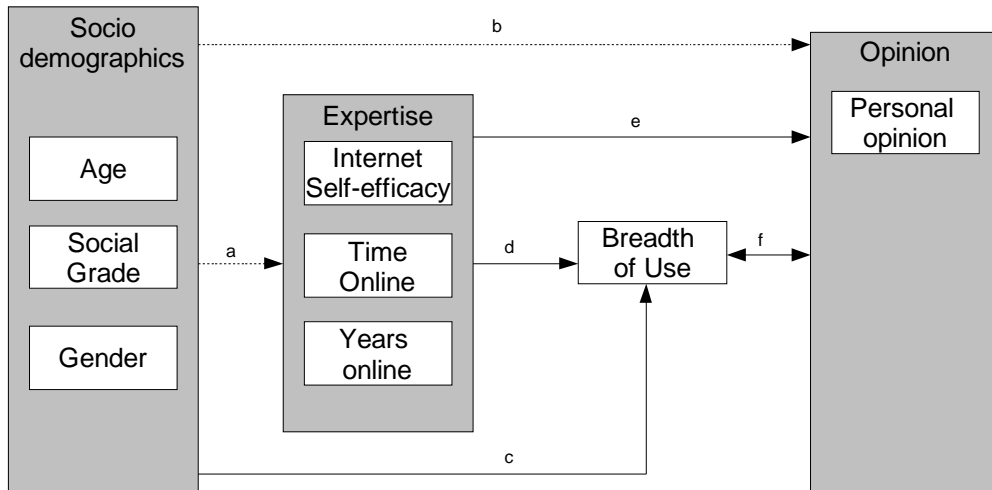 Socio
demographics
Age
Social
Grade
Gender
a
b
c
Expertise
Internet
Self-efficacy
Time
Online
Years
online
d
e
Breadth
of Use
f
Opinion
Personal
opinion